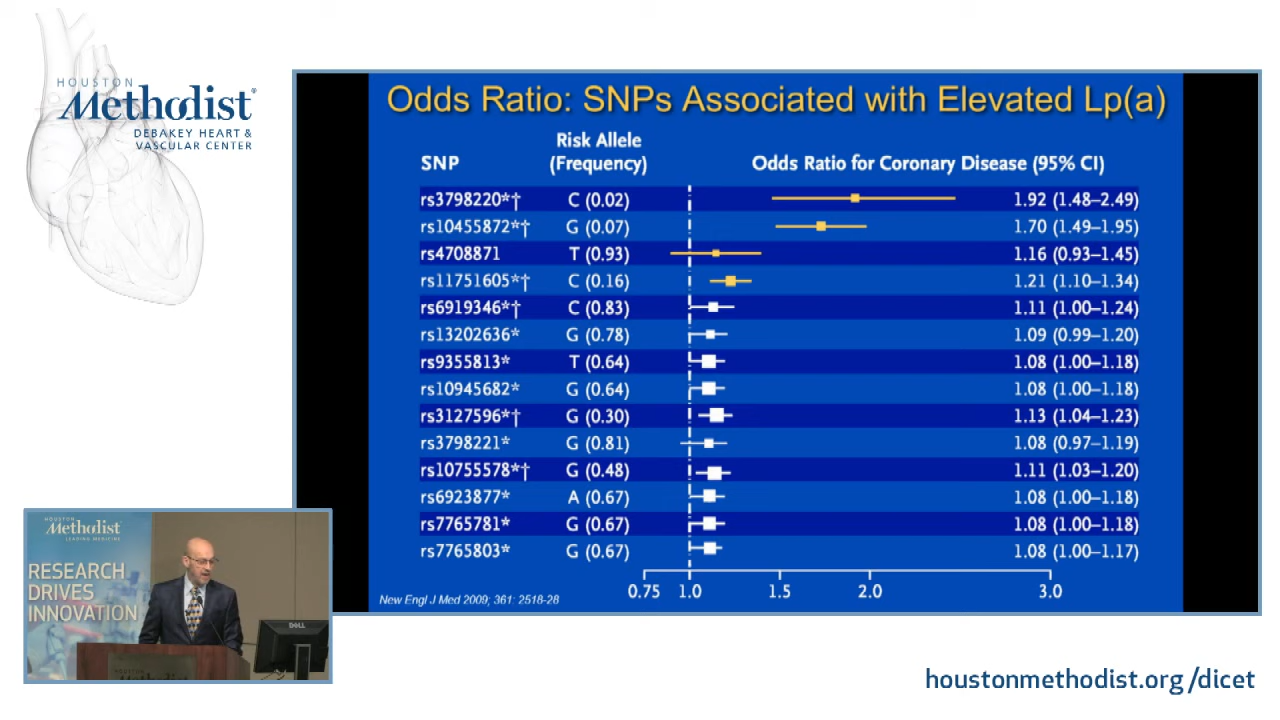 HOUSTON
Methodist®
DEBAKEY HEART &
VASCULAR CENTER
Odds Ratio: SNPs Associated with Elevated Lp(a)
SNP Risk Allele (Frequency) Odds Ratio for Coronary Disease (95% CI)
rs3798220*† C (0.02) 1.92 (1.48–2.49)
rs10455872*† G (0.07) 1.70 (1.49–1.95)
rs4708871 T (0.93) 1.16 (0.93–1.45)
rs11751605*† C (0.16) 1.21 (1.10–1.34)
rs6919346*† C (0.83) 1.11 (1.00–1.24)
rs13202636* G (0.78) 1.09 (0.99–1.20)
rs9355813* T (0.64) 1.08 (1.00–1.18)
rs10945682* G (0.64) 1.08 (1.00–1.18)
rs3127596*† G (0.30) 1.13 (1.04–1.23)
rs3798221* G (0.81) 1.08 (0.97–1.19)
rs10755578*† G (0.48) 1.11 (1.03–1.20)
rs6923877* A (0.67) 1.08 (1.00–1.18)
rs7765781* G (0.67) 1.08 (1.00–1.18)
rs7765803* G (0.67) 1.08 (1.00–1.17)
0.75 1.0 1.5 2.0 3.0
New Engl J Med 2009; 361: 2518-28
HOUSTON
Methodist
LEADING MEDICINE
RESEARCH
DRIVES
INNOVATION
DELL
HOUSTON
Methodist
houstonmethodist.org/dicet